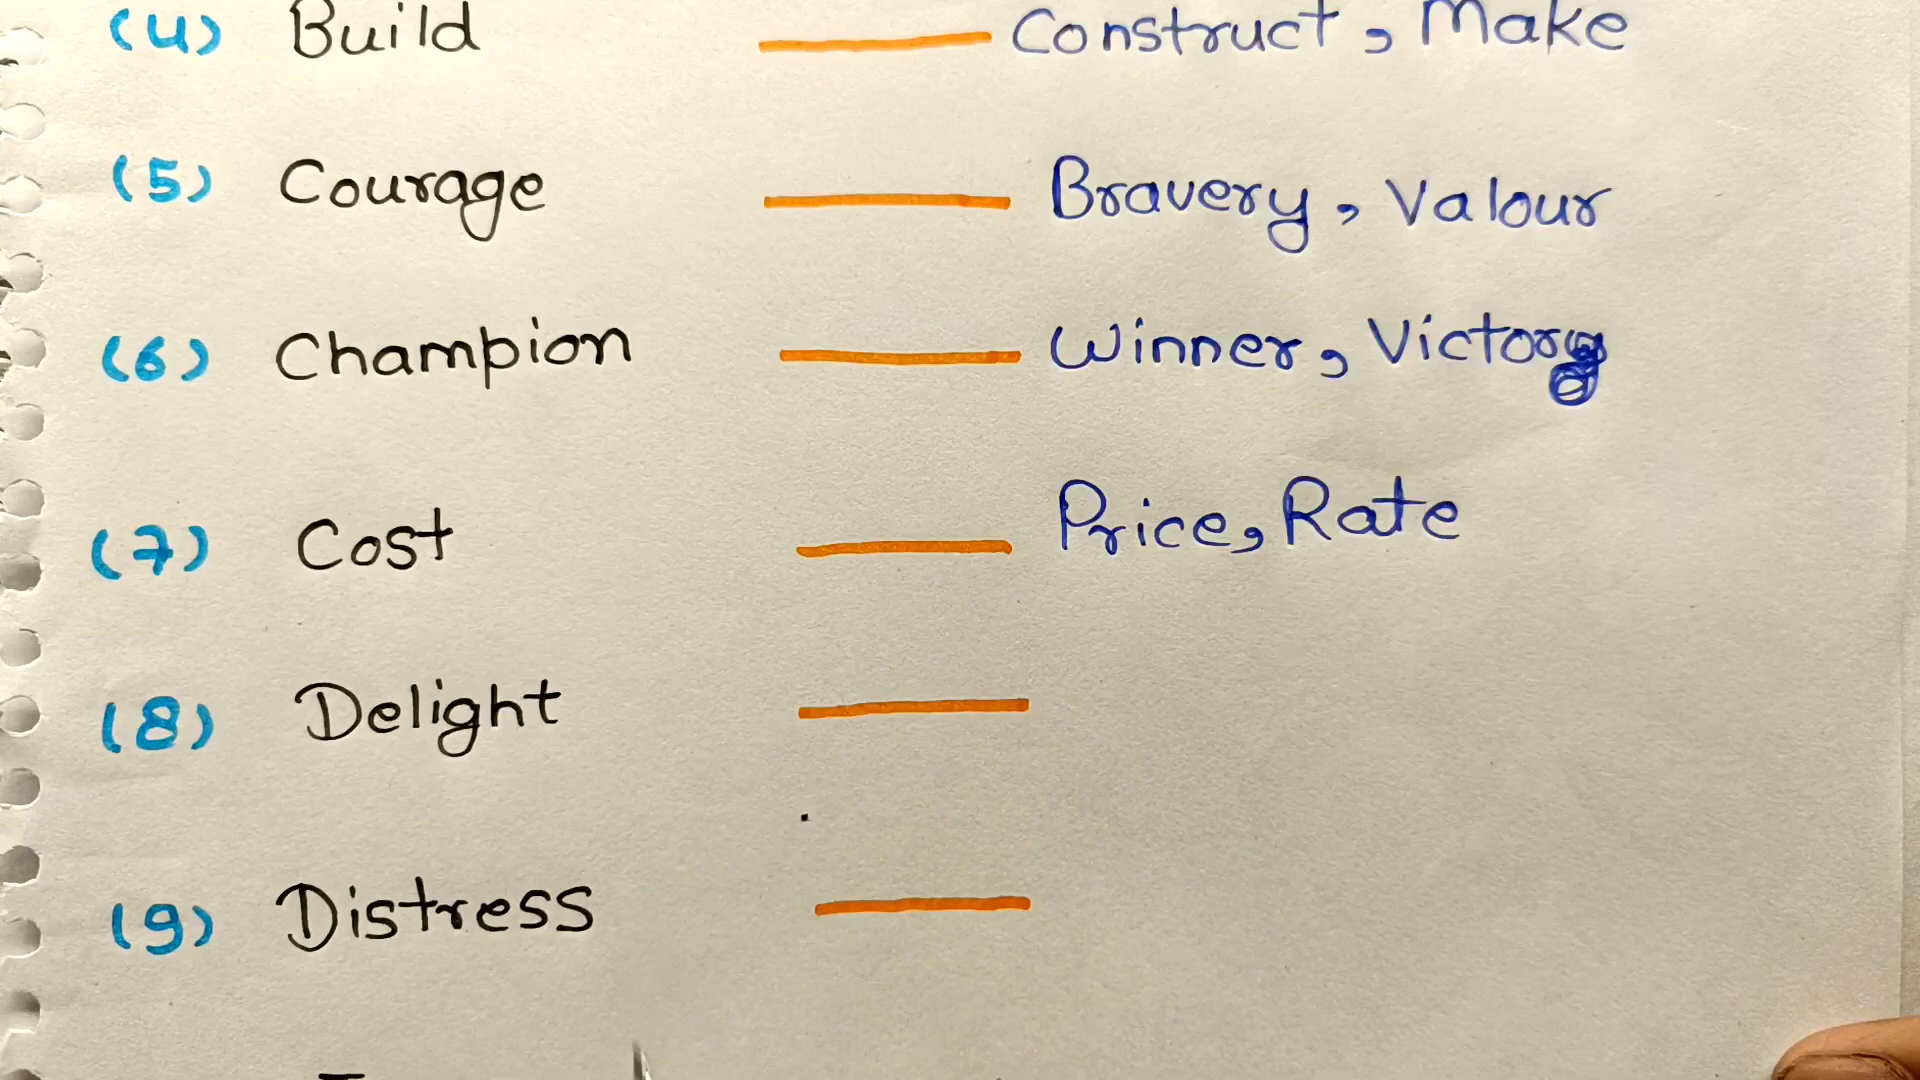 (4) Build — Construct, Make
(5) Courage — Bravery, Valour
(6) Champion — Winner, Victory
(7) Cost — Price, Rate
(8) Delight —
(9) Distress —